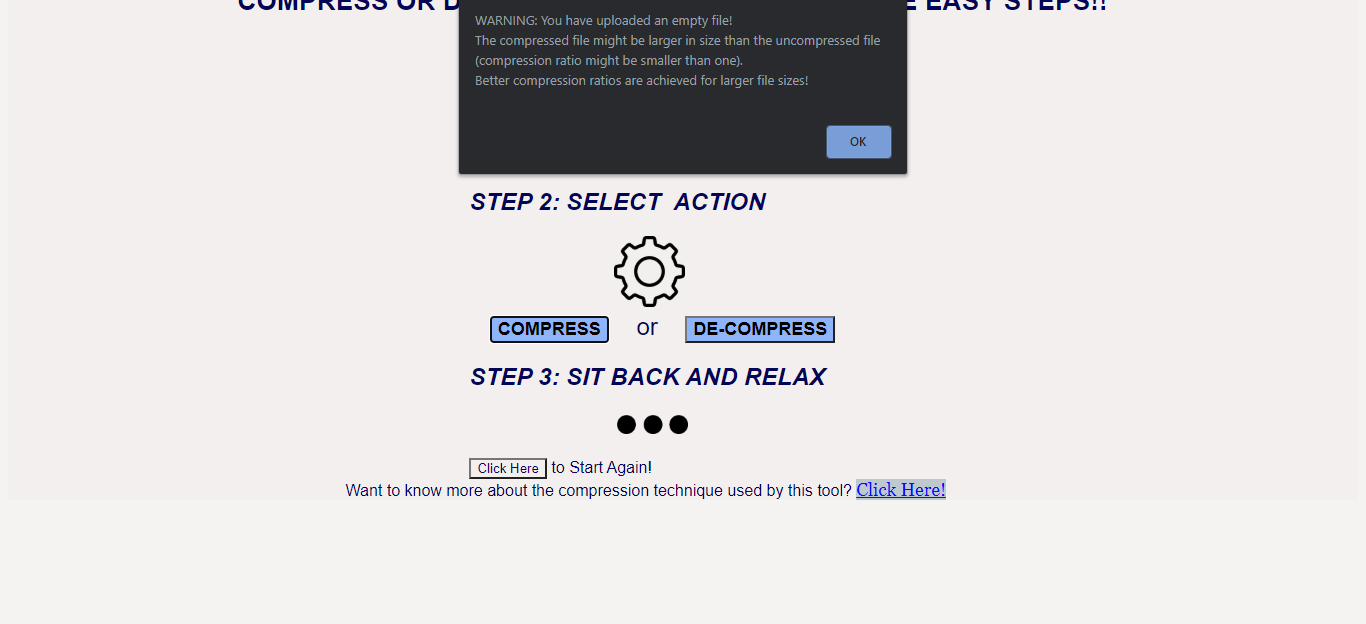 COMPRESS OR D E EASY STEPS!!
WARNING: You have uploaded an empty file!
The compressed file might be larger in size than the uncompressed file
(compression ratio might be smaller than one).
Better compression ratios are achieved for larger file sizes!
OK
STEP 2: SELECT ACTION
COMPRESS or DE-COMPRESS
STEP 3: SIT BACK AND RELAX
Click Here to Start Again!
Want to know more about the compression technique used by this tool? Click Here!